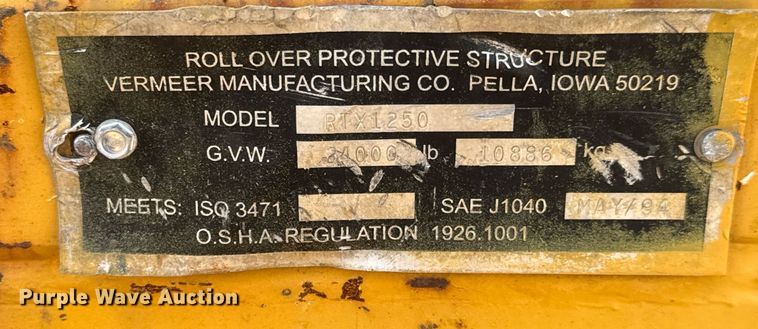 ROLL OVER PROTECTIVE STRUCTURE
VERMEER MANUFACTURING CO. PELLA, IOWA 50219
MODEL RTX1250
G.V.W. 24000 lb 10886 kg
MEETS: ISO 3471 SAE J1040 MAY/94
O.S.H.A. REGULATION 1926.1001
Purple Wave Auction